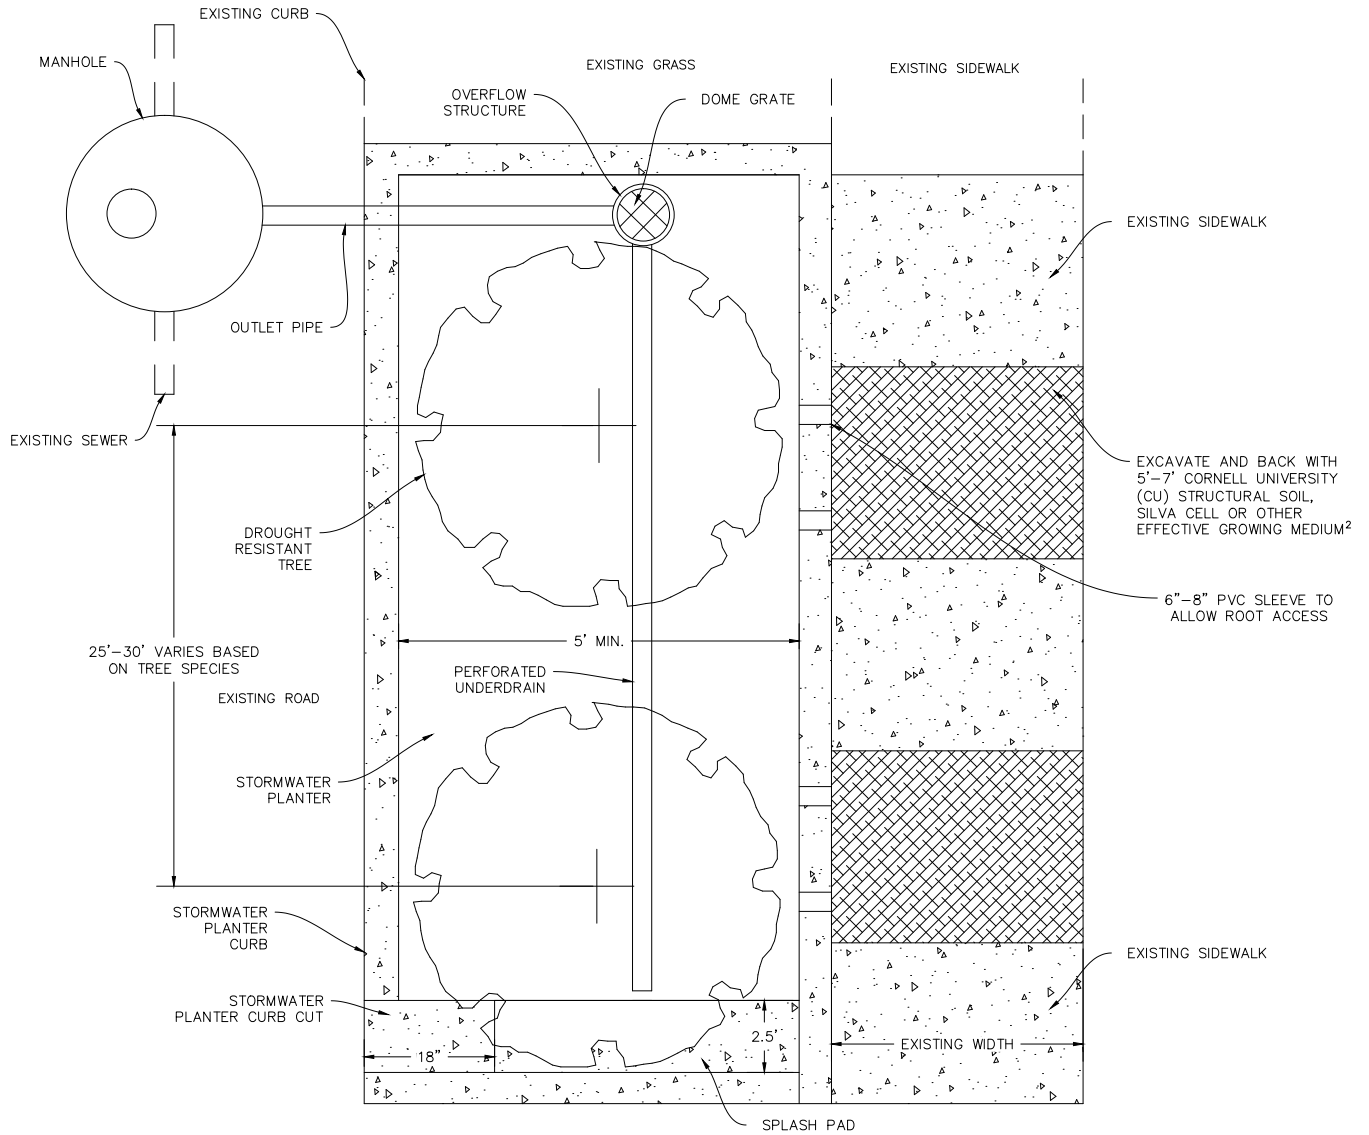 EXISTING CURB
MANHOLE
EXISTING GRASS
EXISTING SIDEWALK
OVERFLOW
STRUCTURE
DOME GRATE
EXISTING SIDEWALK
OUTLET PIPE
EXISTING SEWER
EXCAVATE AND BACK WITH
5'-7' CORNELL UNIVERSITY
(CU) STRUCTURAL SOIL,
SILVA CELL OR OTHER
EFFECTIVE GROWING MEDIUM²
DROUGHT
RESISTANT
TREE
6"-8" PVC SLEEVE TO
ALLOW ROOT ACCESS
5' MIN.
25'-30' VARIES BASED
ON TREE SPECIES
PERFORATED
UNDERDRAIN
EXISTING ROAD
STORMWATER
PLANTER
STORMWATER
PLANTER
CURB
EXISTING SIDEWALK
STORMWATER
PLANTER CURB CUT
2.5'
EXISTING WIDTH
18"
SPLASH PAD